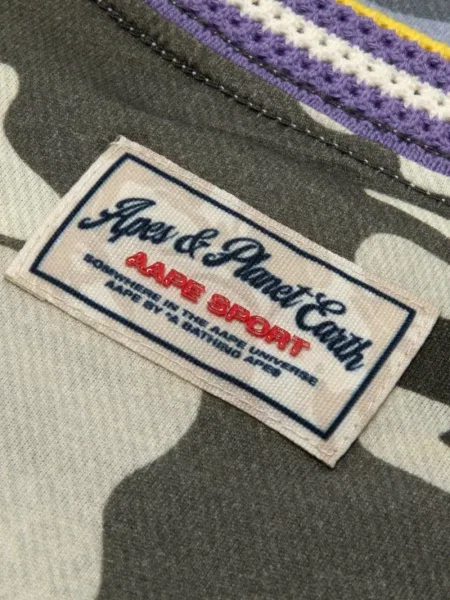 Apes & Planet Earth
AAPE SPORT
SOMEWHERE IN THE AAPE UNIVERSE
AAPE BY *A BATHING APE®